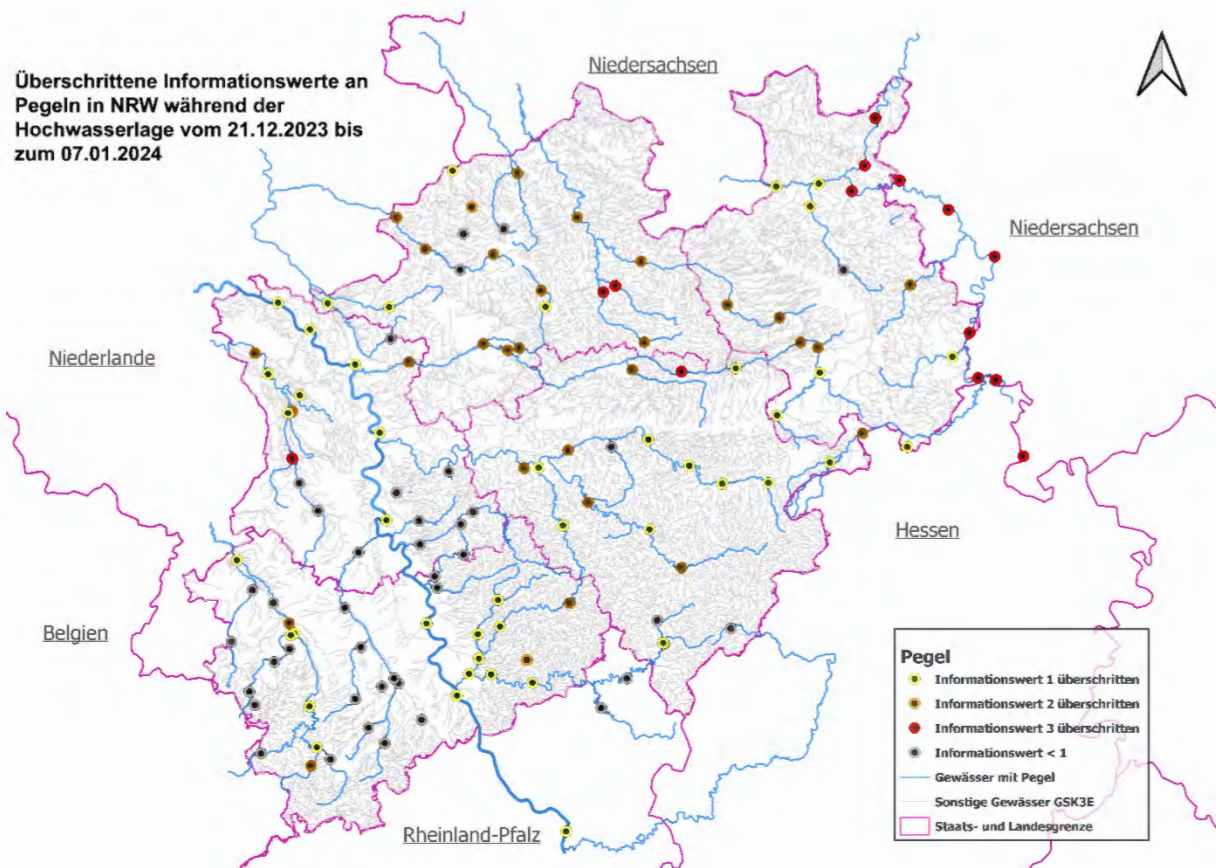 Überschrittene Informationswerte an
Pegeln in NRW während der
Hochwasserlage vom 21.12.2023 bis
zum 07.01.2024
Niedersachsen
Niedersachsen
Niederlande
Hessen
Belgien
Rheinland-Pfalz
Pegel
Informationswert 1 überschritten
Informationswert 2 überschritten
Informationswert 3 überschritten
Informationswert < 1
Gewässer mit Pegel
Sonstige Gewässer GSK3E
Staats- und Landesgrenze